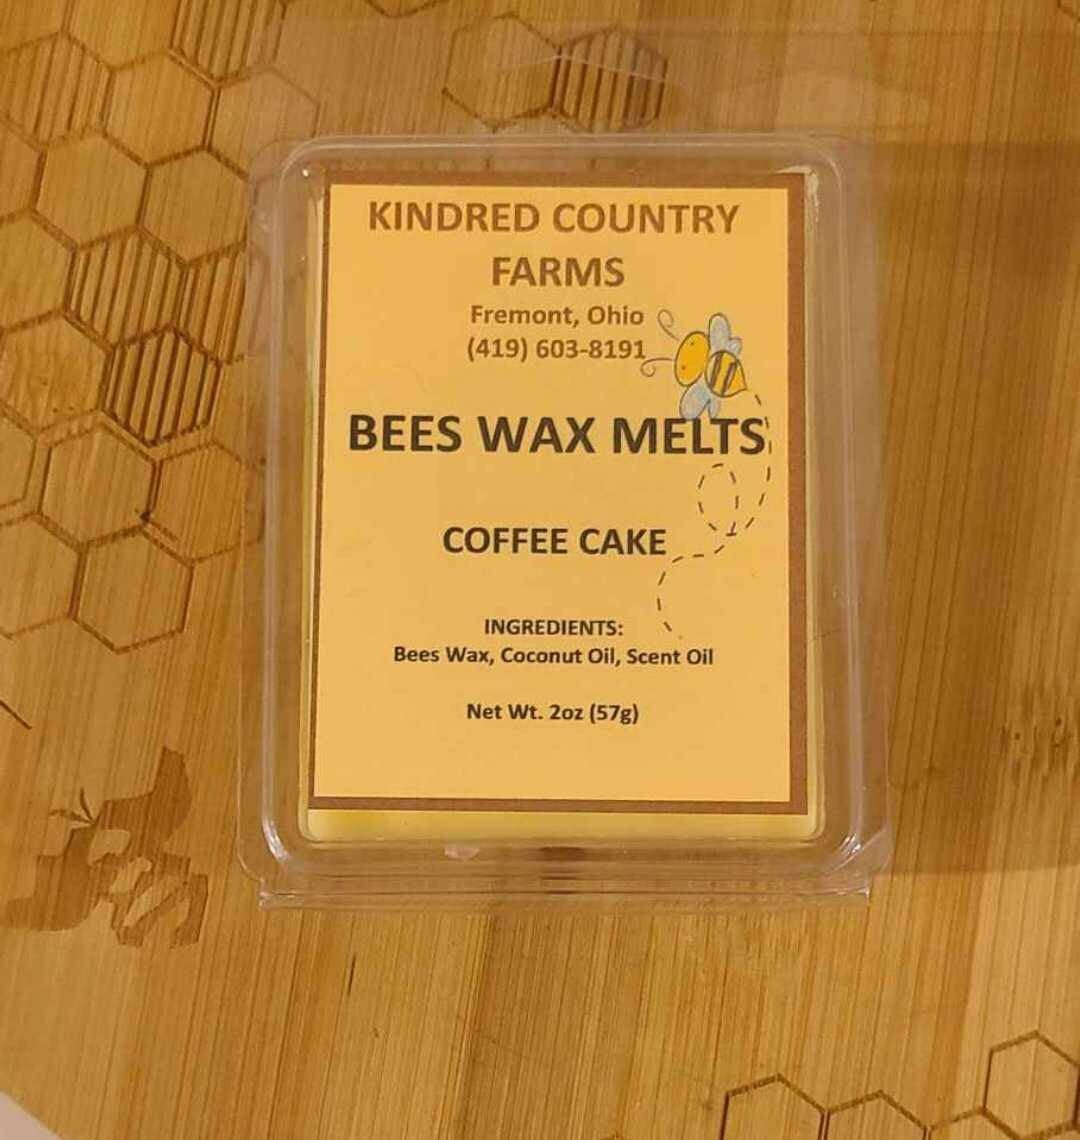 KINDRED COUNTRY
FARMS
Fremont, Ohio
(419) 603-8191
BEES WAX MELTS
COFFEE CAKE
INGREDIENTS:
Bees Wax, Coconut Oil, Scent Oil
Net Wt. 2oz (57g)